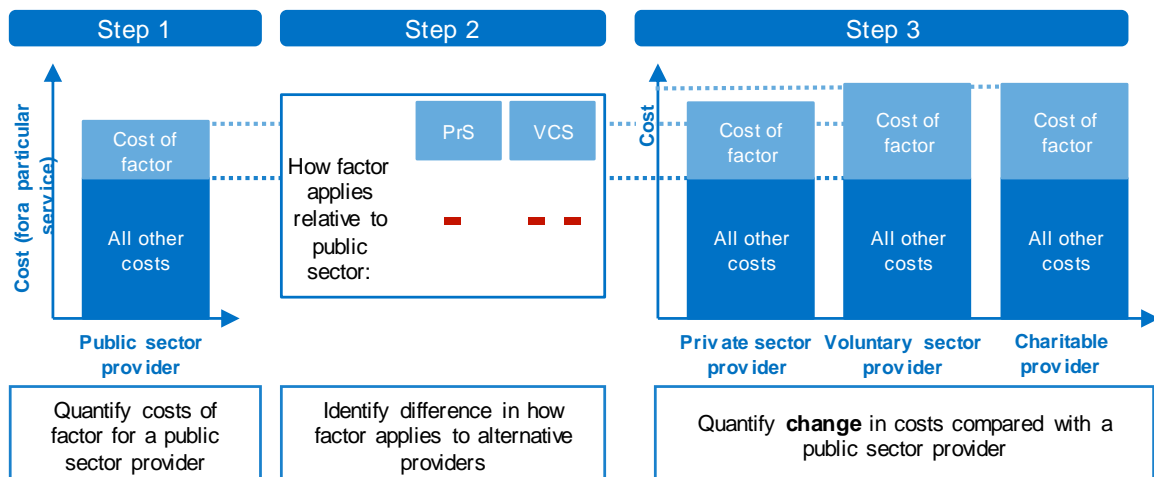 Step 1
Step 2
Step 3
Cost (fora particular
service)
Cost of
factor
All other
costs
Public sector
provider
PrS
VCS
How factor
applies
relative to
public
sector:
Cost
Cost of
factor
All other
costs
Private sector
provider
Cost of
factor
All other
costs
Voluntary sector
provider
Cost of
factor
All other
costs
Charitable
provider
Quantify costs of
factor for a public
sector provider
Identify difference in how
factor applies to alternative
providers
Quantify change in costs compared with a
public sector provider